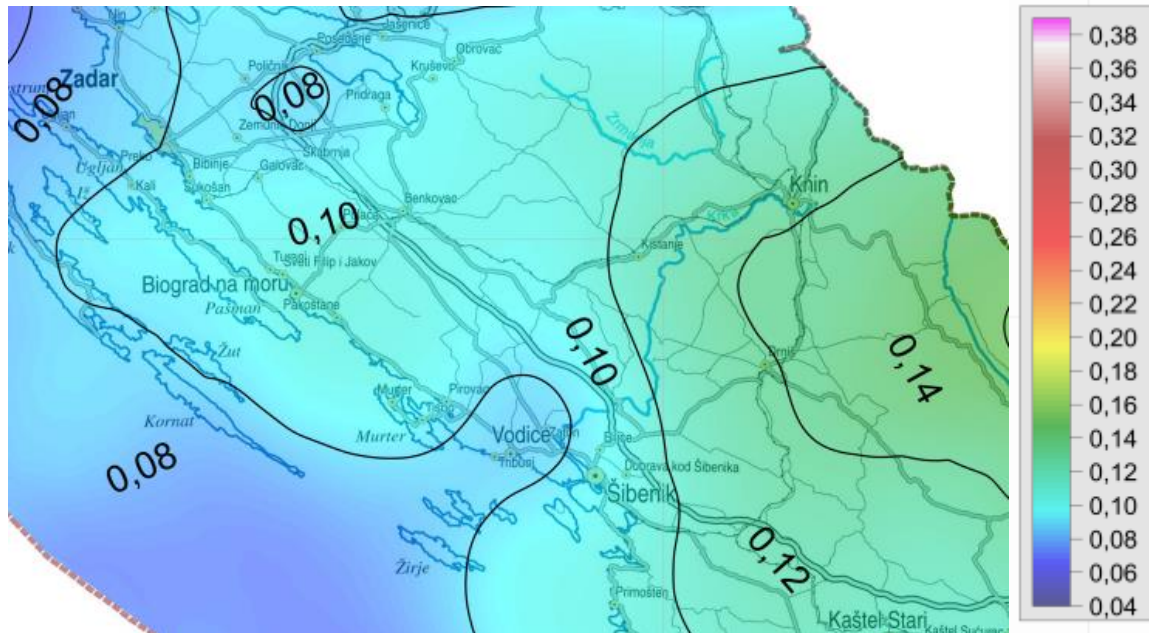 Nin
Jasenice
Posedarje
Obrovac
Poličnik
Kruševo
Zadar
0,08
0,08
Pridraga
Zemunik Donji
Škabrnja
Preko
Bibinje
Galovac
Ugljan
Kali
Sukošan
Iž
Zrmanja
Knin
Krka
Benkovac
Polača
0,10
Kistanje
Turanj
Sveti Filip i Jakov
Biograd na moru
Pašman
Pakoštane
0,10
Drniš
0,14
Žut
Murter
Pirovac
Tisno
Kornat
Murter
Vodice
Zaton
Bilice
Tribunj
0,08
Dubrava kod Šibenika
Šibenik
0,12
Žirje
Primošten
Kaštel Stari
Kaštel Sućurac
0,38
0,36
0,34
0,32
0,30
0,28
0,26
0,24
0,22
0,20
0,18
0,16
0,14
0,12
0,10
0,08
0,06
0,04